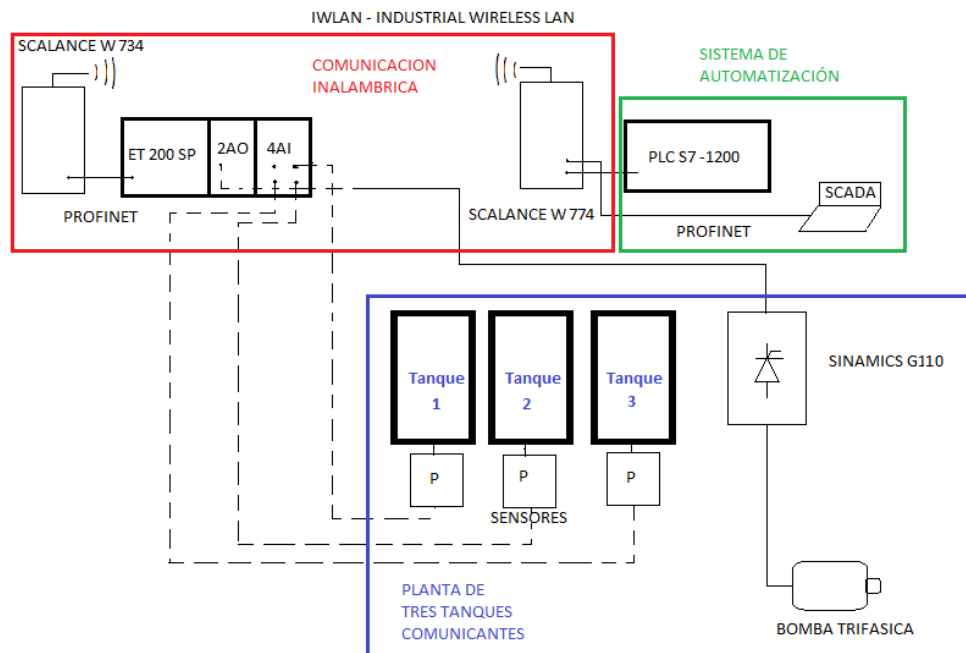 IWLAN - INDUSTRIAL WIRELESS LAN
SCALANCE W 734
COMUNICACION
INALAMBRICA
SISTEMA DE
AUTOMATIZACIÓN
ET 200 SP
2AO
4AI
PLC S7 -1200
SCADA
PROFINET
SCALANCE W 774
PROFINET
Tanque
1
Tanque
2
Tanque
3
SINAMICS G110
P
P
P
SENSORES
PLANTA DE
TRES TANQUES
COMUNICANTES
BOMBA TRIFASICA